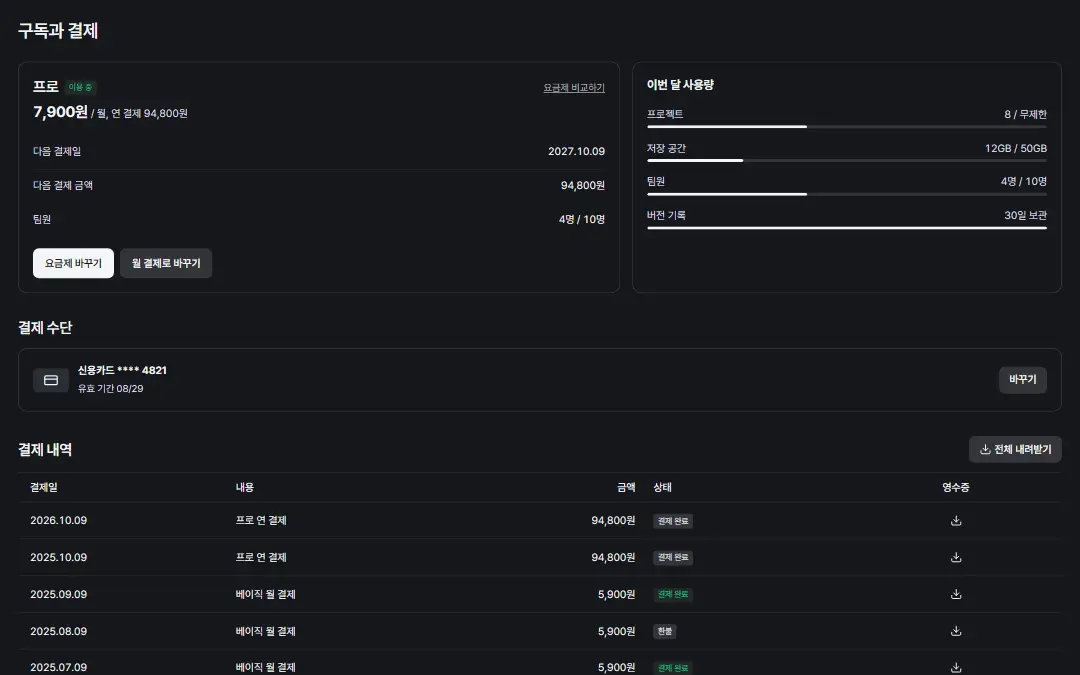 구독과 결제
프로 이용 중 요금제 비교하기
7,900원 / 월, 연 결제 94,800원
다음 결제일 2027.10.09
다음 결제 금액 94,800원
팀원 4명 / 10명
요금제 바꾸기 월 결제로 바꾸기
이번 달 사용량
프로젝트 8 / 무제한
저장 공간 12GB / 50GB
팀원 4명 / 10명
버전 기록 30일 보관
결제 수단
신용카드 **** 4821
유효 기간 08/29
바꾸기
결제 내역 전체 내려받기
결제일 내용 금액 상태 영수증
2026.10.09 프로 연 결제 94,800원 결제 완료
2025.10.09 프로 연 결제 94,800원 결제 완료
2025.09.09 베이직 월 결제 5,900원 결제 완료
2025.08.09 베이직 월 결제 5,900원 환불
2025.07.09 베이직 월 결제 5,900원 결제 완료